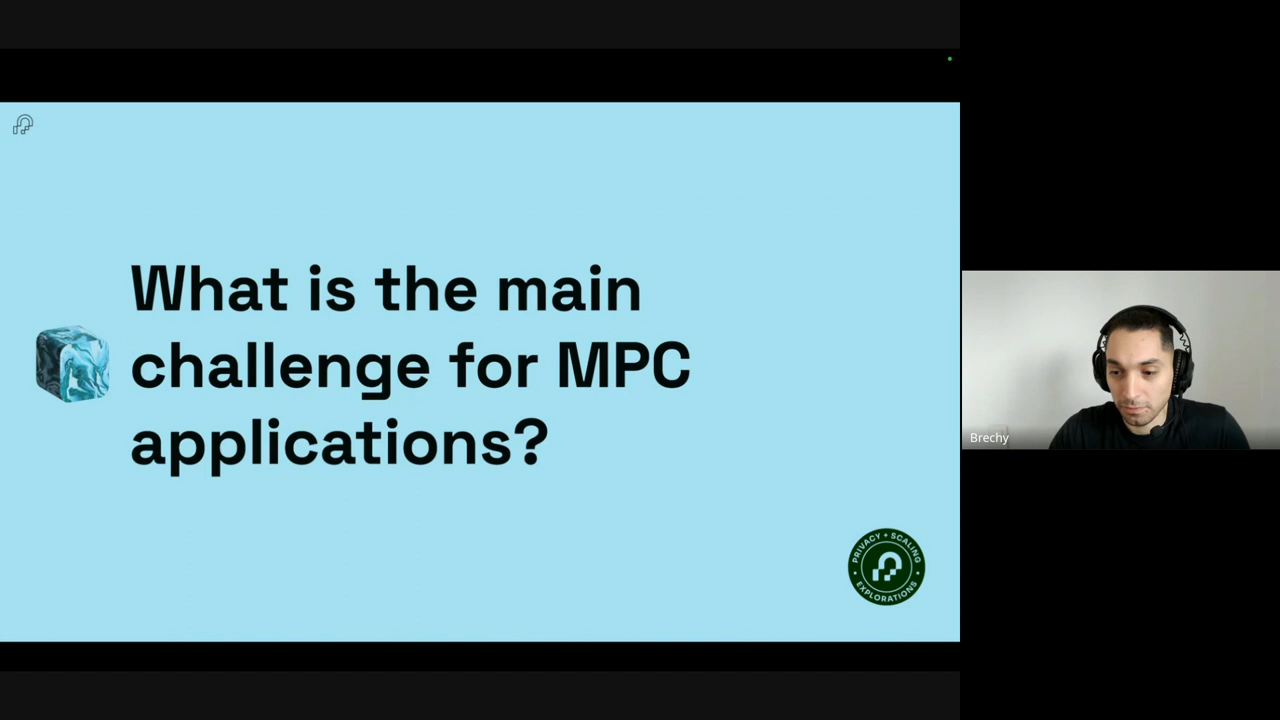 What is the main
challenge for MPC
applications?
PRIVACY + SCALING
EXPLORATIONS
Brechy